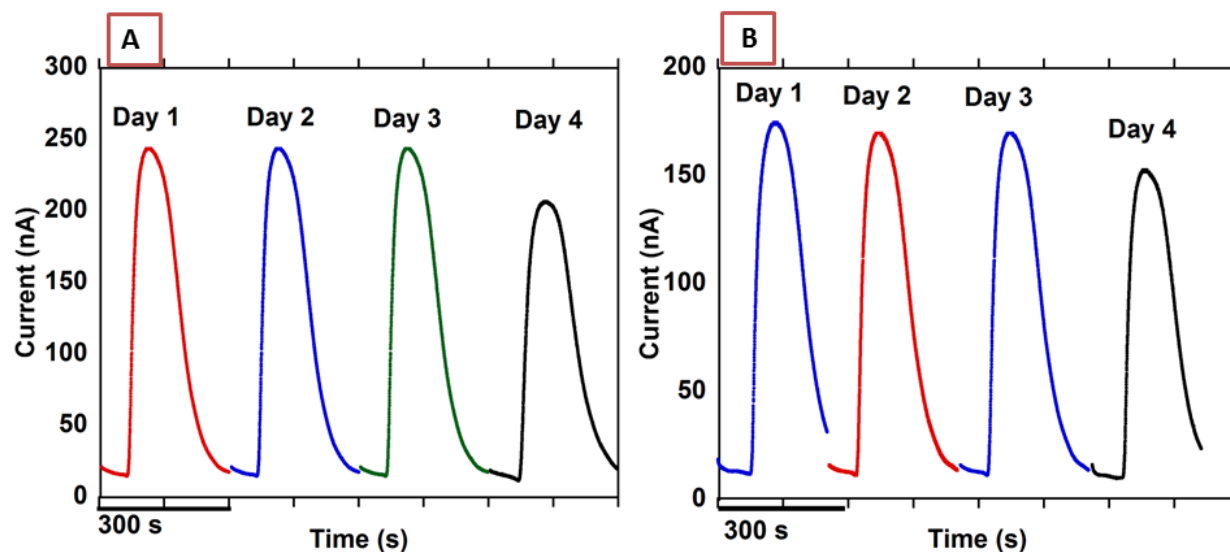 A
300
250
200
150
100
50
0
Current (nA)
Day 1
Day 2
Day 3
Day 4
300 s
Time (s)
B
200
150
100
50
0
Current (nA)
Day 1
Day 2
Day 3
Day 4
300 s
Time (s)